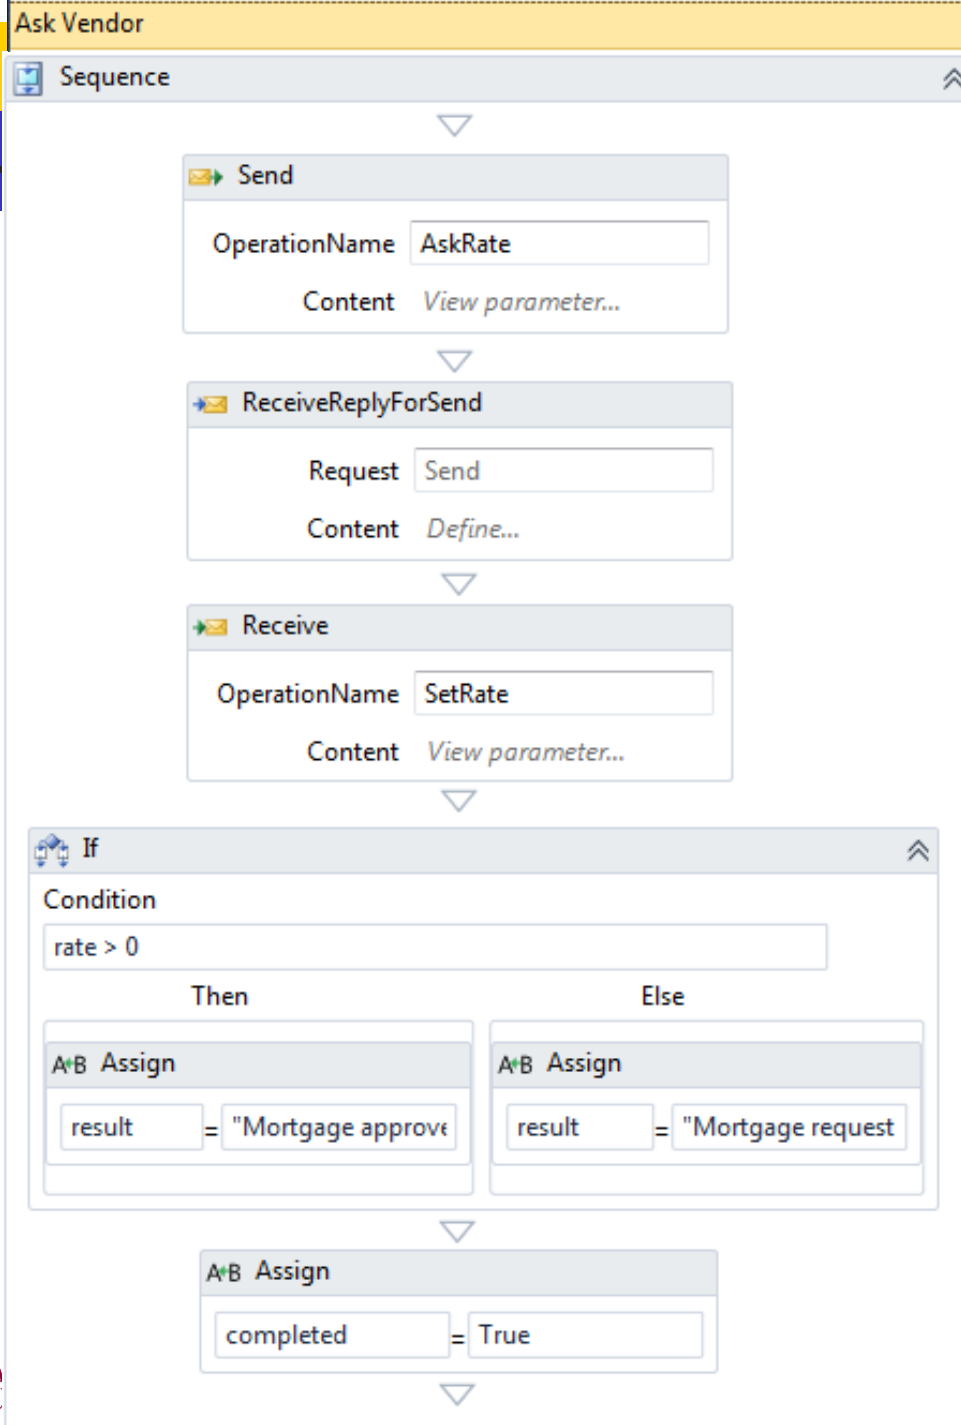 Ask Vendor
Sequence
Send
OperationName AskRate
Content View parameter...
ReceiveReplyForSend
Request Send
Content Define...
Receive
OperationName SetRate
Content View parameter...
If
Condition
rate > 0
Then Else
A+B Assign A+B Assign
result = "Mortgage approve result = "Mortgage request
A+B Assign
completed = True